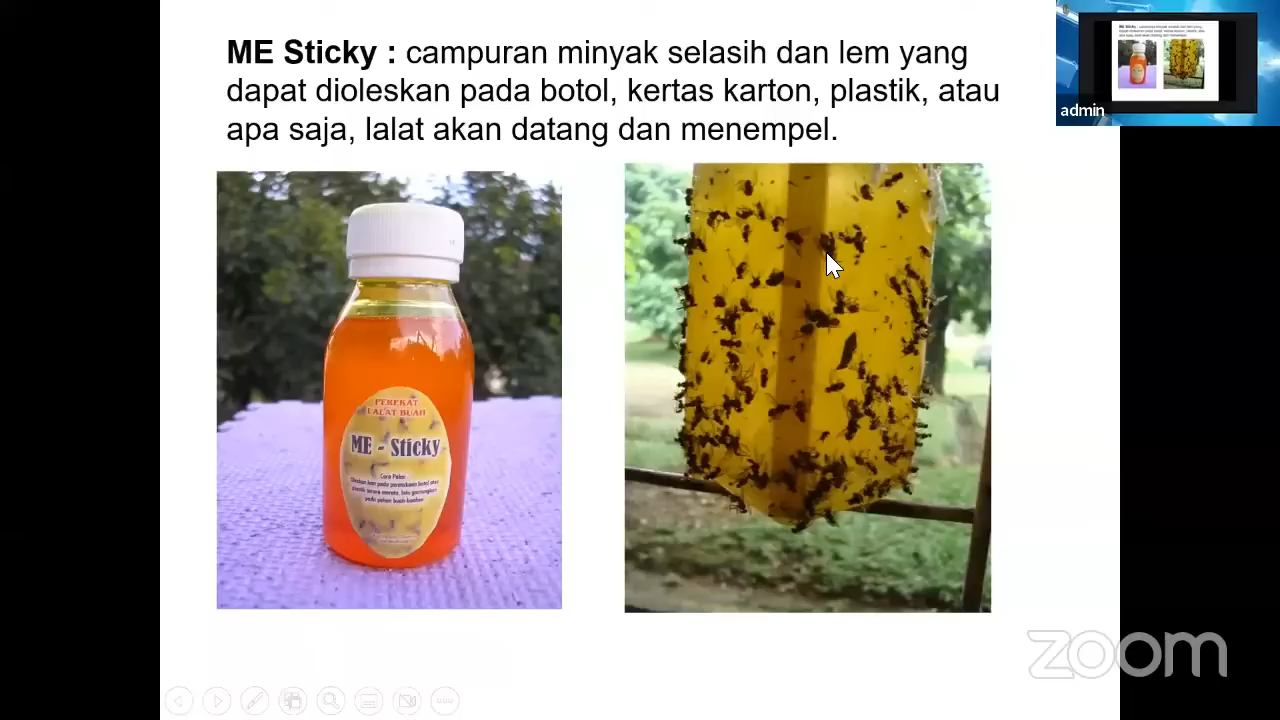 ME Sticky : campuran minyak selasih dan lem yang
dapat dioleskan pada botol, kertas karton, plastik, atau
apa saja, lalat akan datang dan menempel.
admin
PEREKAT
LALAT BUAH
ME - Sticky
Cara Pakai
zoom